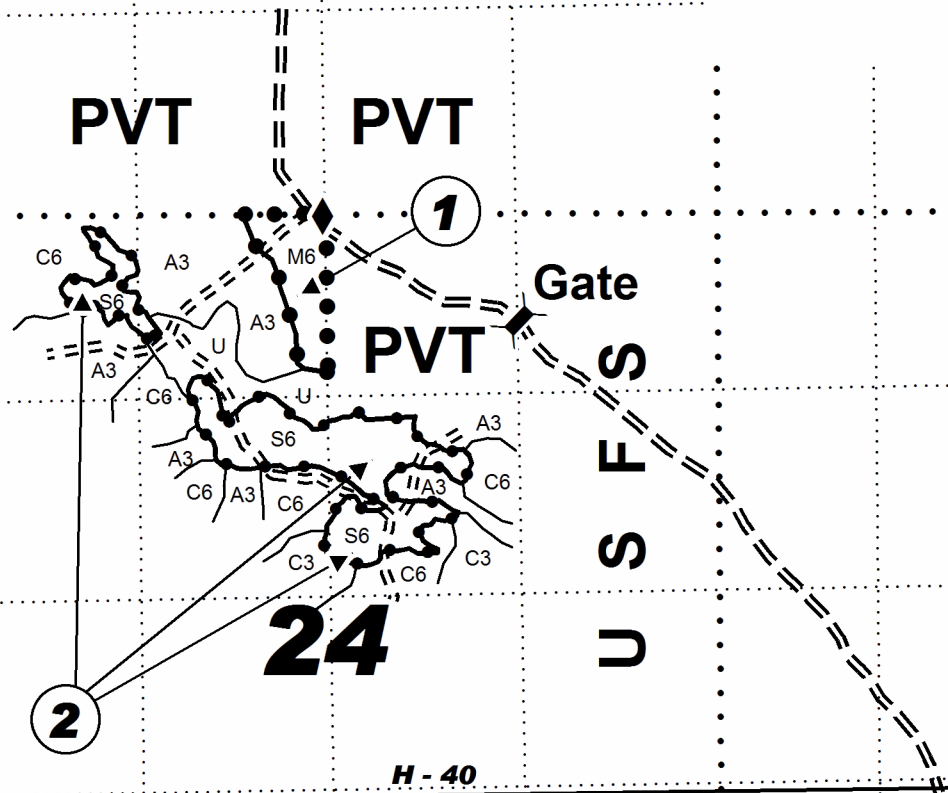 PVT PVT
1
C6 A3 M6
Gate
S6
A3
U PVT
A3
C6 U
S6 A3
A3
C6 A3 C6 A3 C6
S6
C3 C6 C3
24
U S F S
2
H - 40